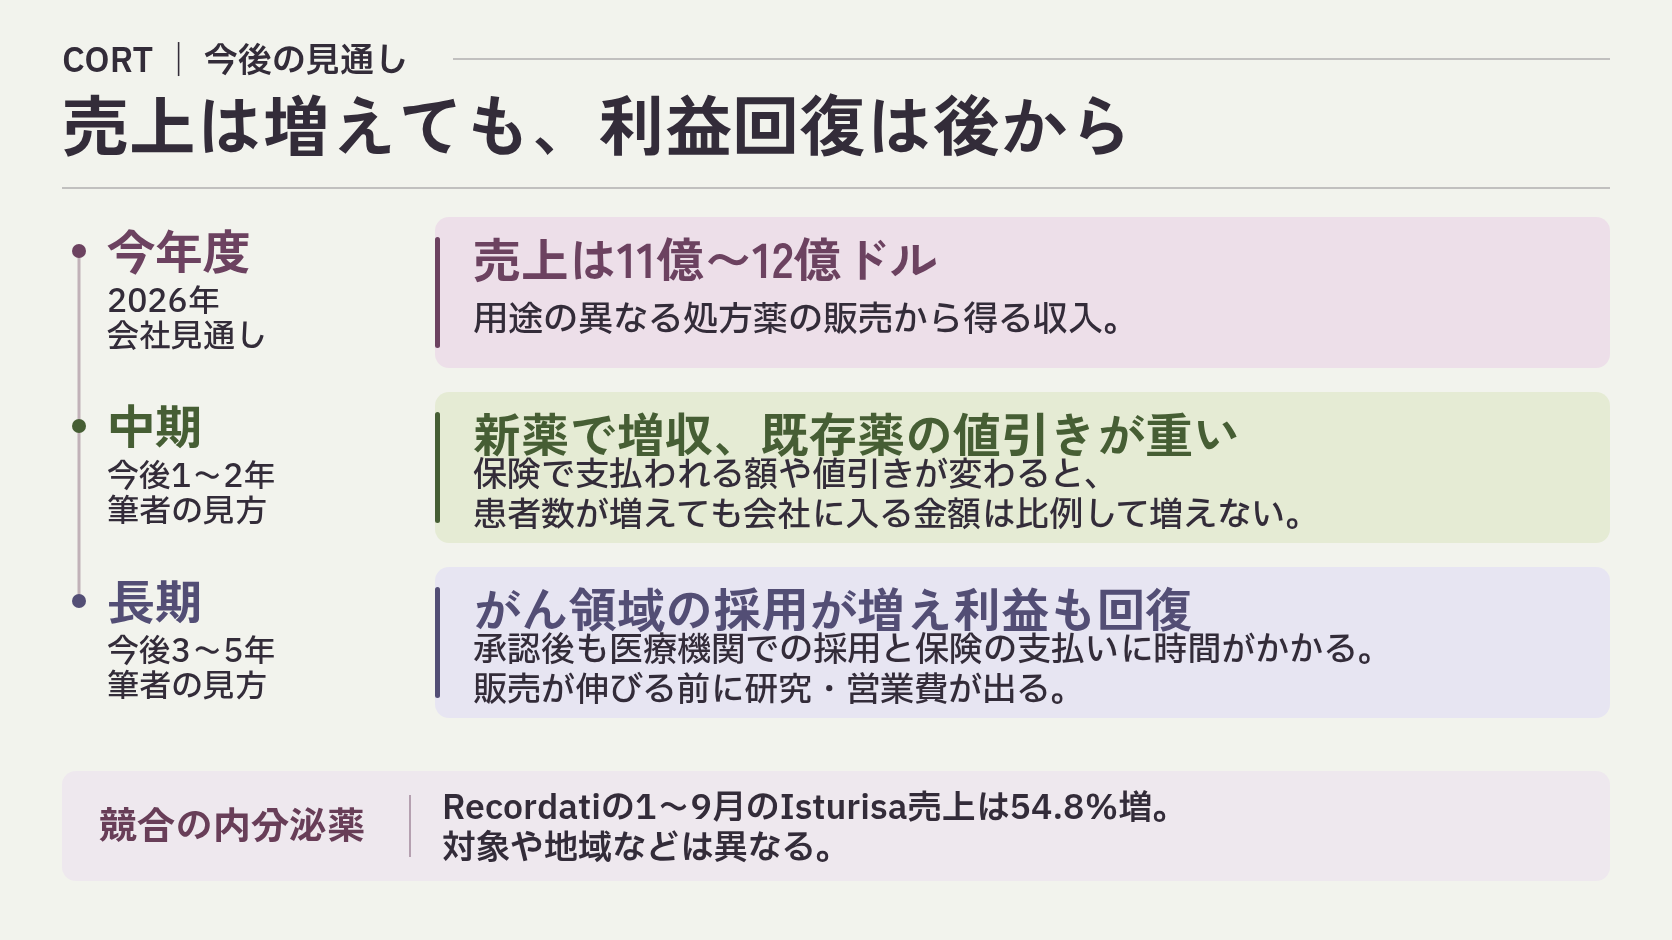 CORT｜今後の見通し
売上は増えても、利益回復は後から
今年度
2026年
会社見通し
売上は11億〜12億ドル
用途の異なる処方薬の販売から得る収入。
中期
今後1〜2年
筆者の見方
新薬で増収、既存薬の値引きが重い
保険で支払われる額や値引きが変わると、
患者数が増えても会社に入る金額は比例して増えない。
長期
今後3〜5年
筆者の見方
がん領域の採用が増え利益も回復
承認後も医療機関での採用と保険の支払いに時間がかかる。
販売が伸びる前に研究・営業費が出る。
競合の内分泌薬
Recordatiの1〜9月のIsturisa売上は54.8%増。
対象や地域などは異なる。